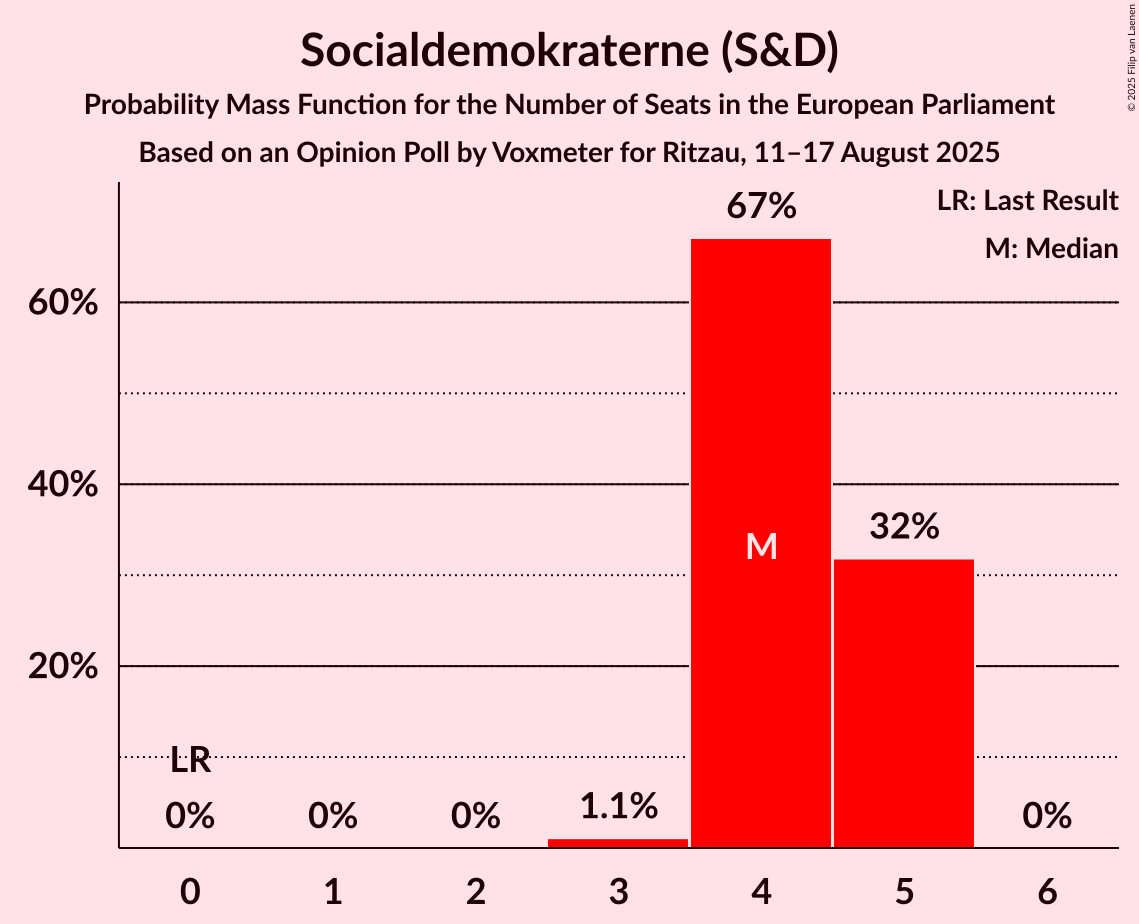 Socialdemokraterne (S&D)
Probability Mass Function for the Number of Seats in the European Parliament
Based on an Opinion Poll by Voxmeter for Ritzau, 11–17 August 2025
© 2025 Filip van Laenen
LR: Last Result
M: Median
67%
60%
40%
32%
M
20%
LR
0%
0%
0%
1.1%
0%
0
1
2
3
4
5
6